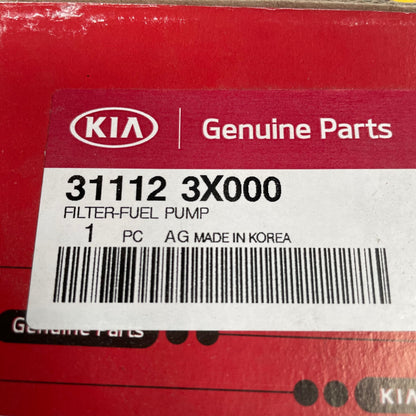 KIA | Genuine Parts
31112 3X000
FILTER-FUEL PUMP
1 PC AG MADE IN KOREA
Genuine Parts
KIA